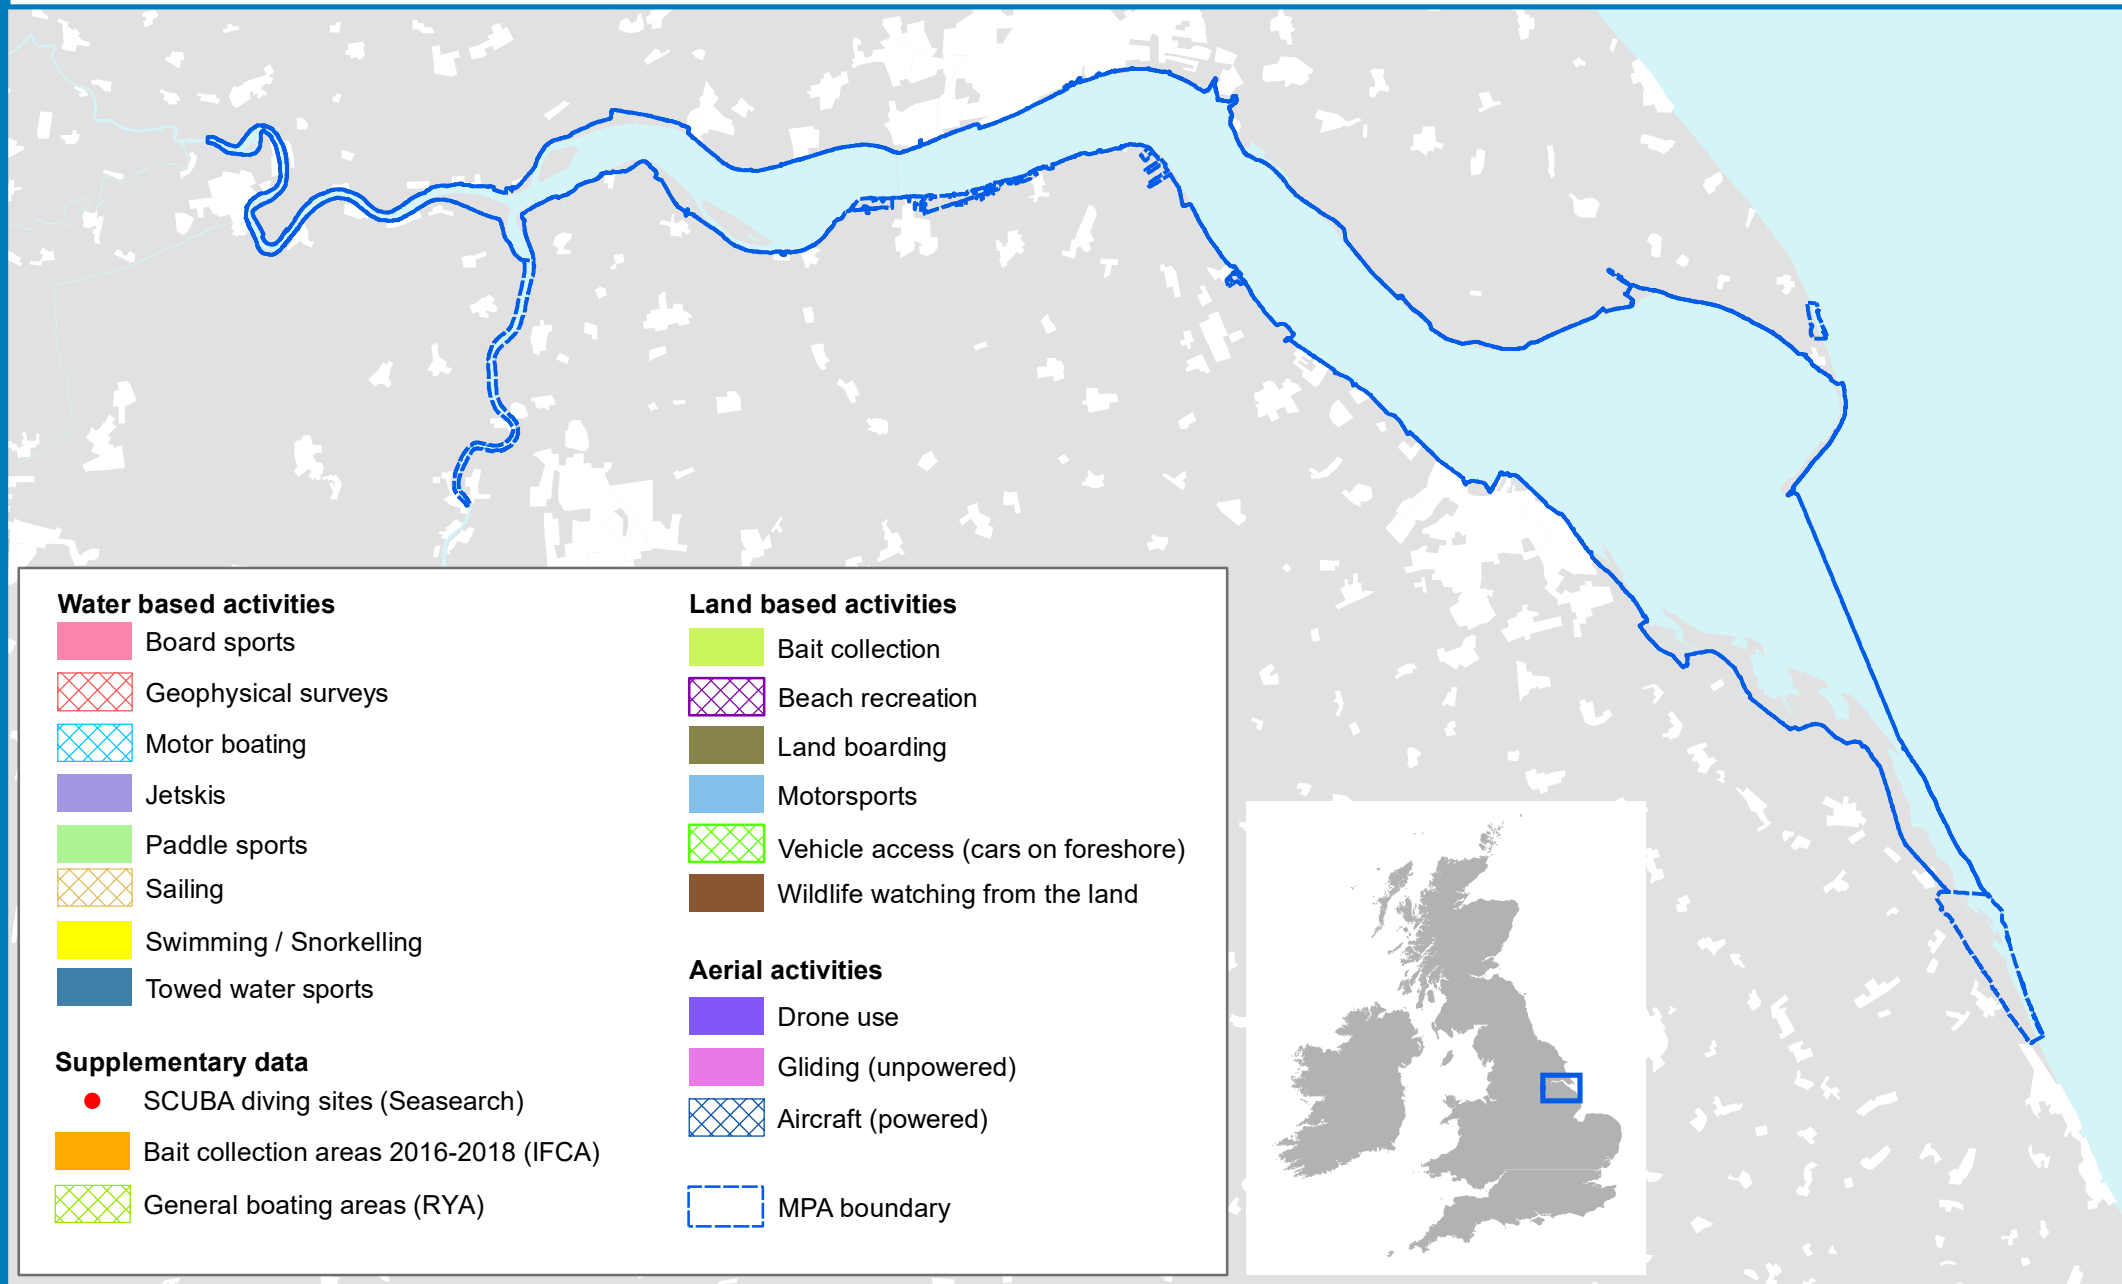 Water based activities
Board sports
Geophysical surveys
Motor boating
Jetskis
Paddle sports
Sailing
Swimming / Snorkelling
Towed water sports
Supplementary data
SCUBA diving sites (Seasearch)
Bait collection areas 2016-2018 (IFCA)
General boating areas (RYA)
Land based activities
Bait collection
Beach recreation
Land boarding
Motorsports
Vehicle access (cars on foreshore)
Wildlife watching from the land
Aerial activities
Drone use
Gliding (unpowered)
Aircraft (powered)
MPA boundary